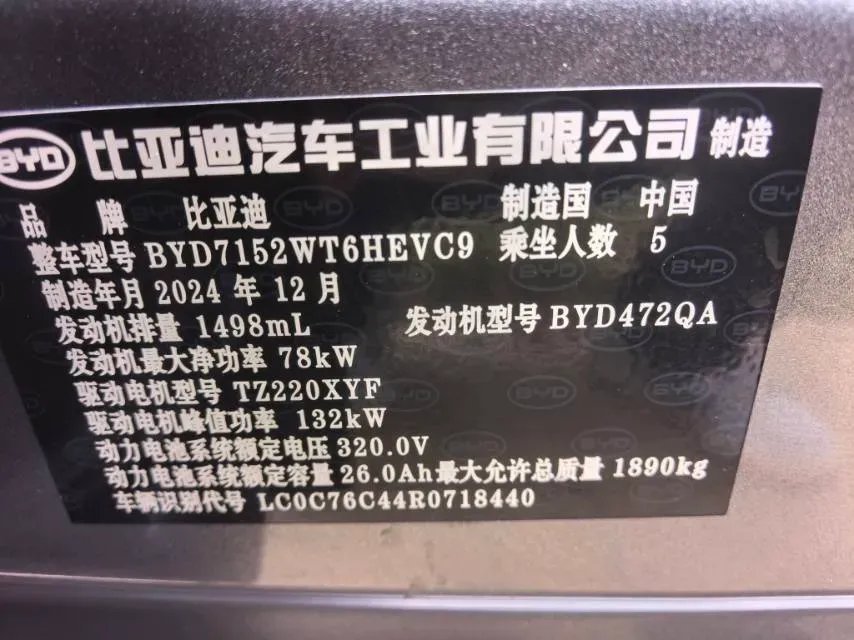 BYD 比亚迪汽车工业有限公司 制造
品牌 比亚迪 制造国 中国
整车型号 BYD7152WT6HEVC9 乘坐人数 5
制造年月 2024 年 12 月
发动机排量 1498mL 发动机型号 BYD472QA
发动机最大净功率 78kW
驱动电机型号 TZ220XYF
驱动电机峰值功率 132kW
动力电池系统额定电压 320.0V
动力电池系统额定容量 26.0Ah 最大允许总质量 1890kg
车辆识别代号 LC0C76C44R0718440